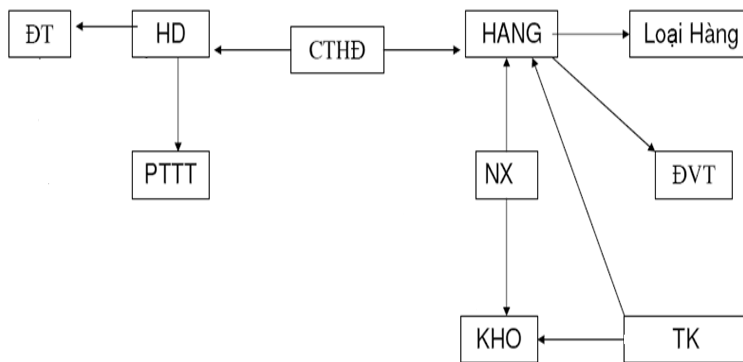 ĐT
HD
CTHĐ
HANG
Loại Hàng
PTTT
NX
ĐVT
KHO
TK